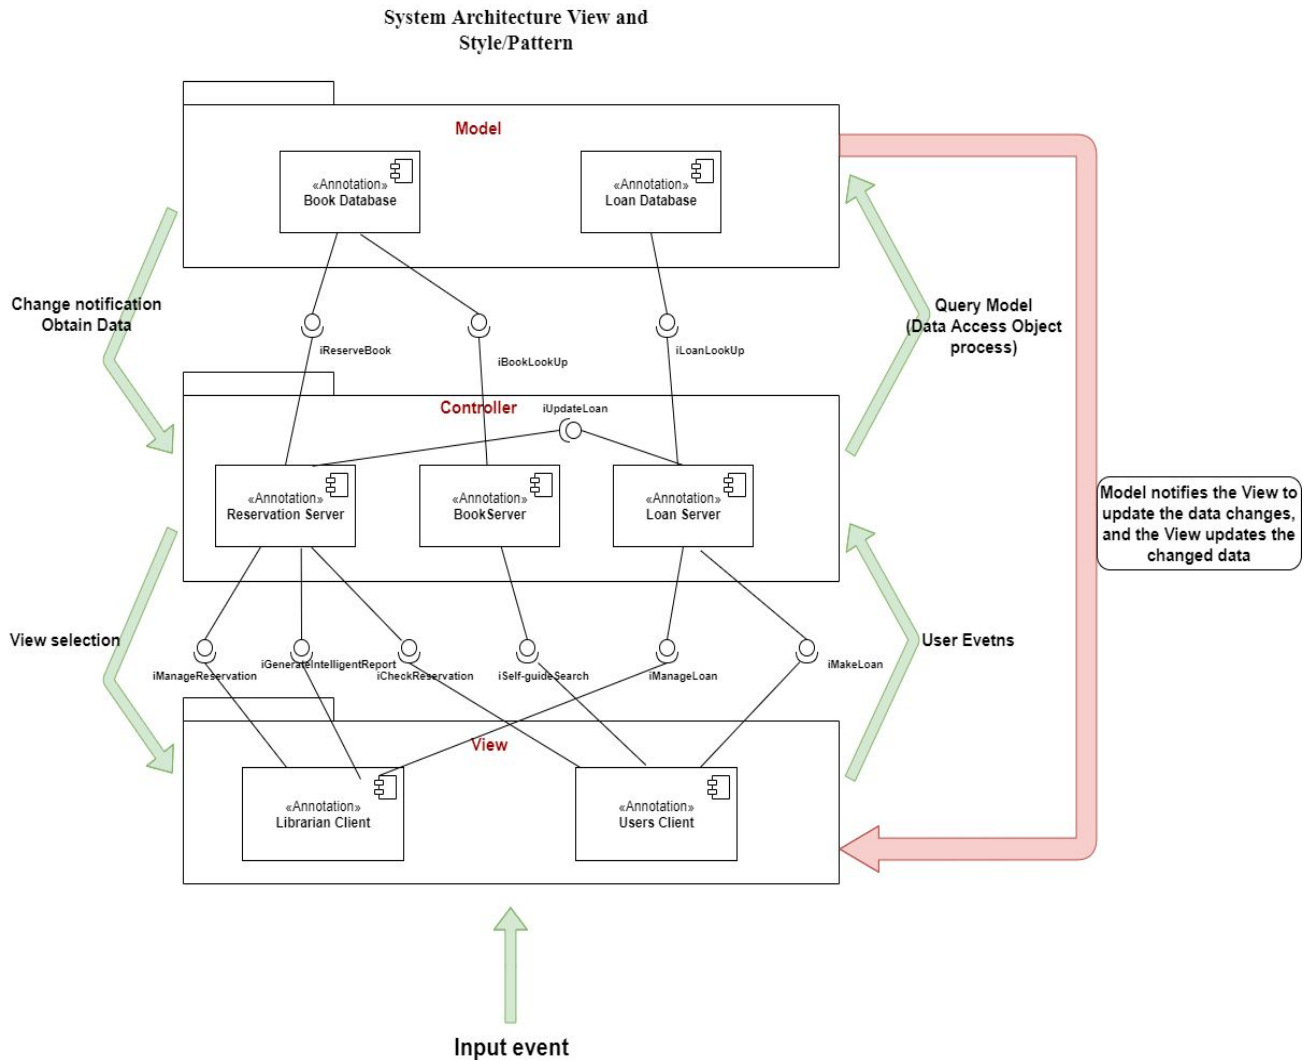 System Architecture View and
Style/Pattern
Model
«Annotation»
Book Database
«Annotation»
Loan Database
Change notification
Obtain Data
Query Model
(Data Access Object
process)
iReserveBook
iBookLookUp
iLoanLookUp
Controller
iUpdateLoan
«Annotation»
Reservation Server
«Annotation»
BookServer
«Annotation»
Loan Server
Model notifies the View to
update the data changes,
and the View updates the
changed data
View selection
User Evetns
iManageReservation
iGenerateIntelligentReport
iCheckReservation
iSelf-guideSearch
iManageLoan
iMakeLoan
View
«Annotation»
Librarian Client
«Annotation»
Users Client
Input event